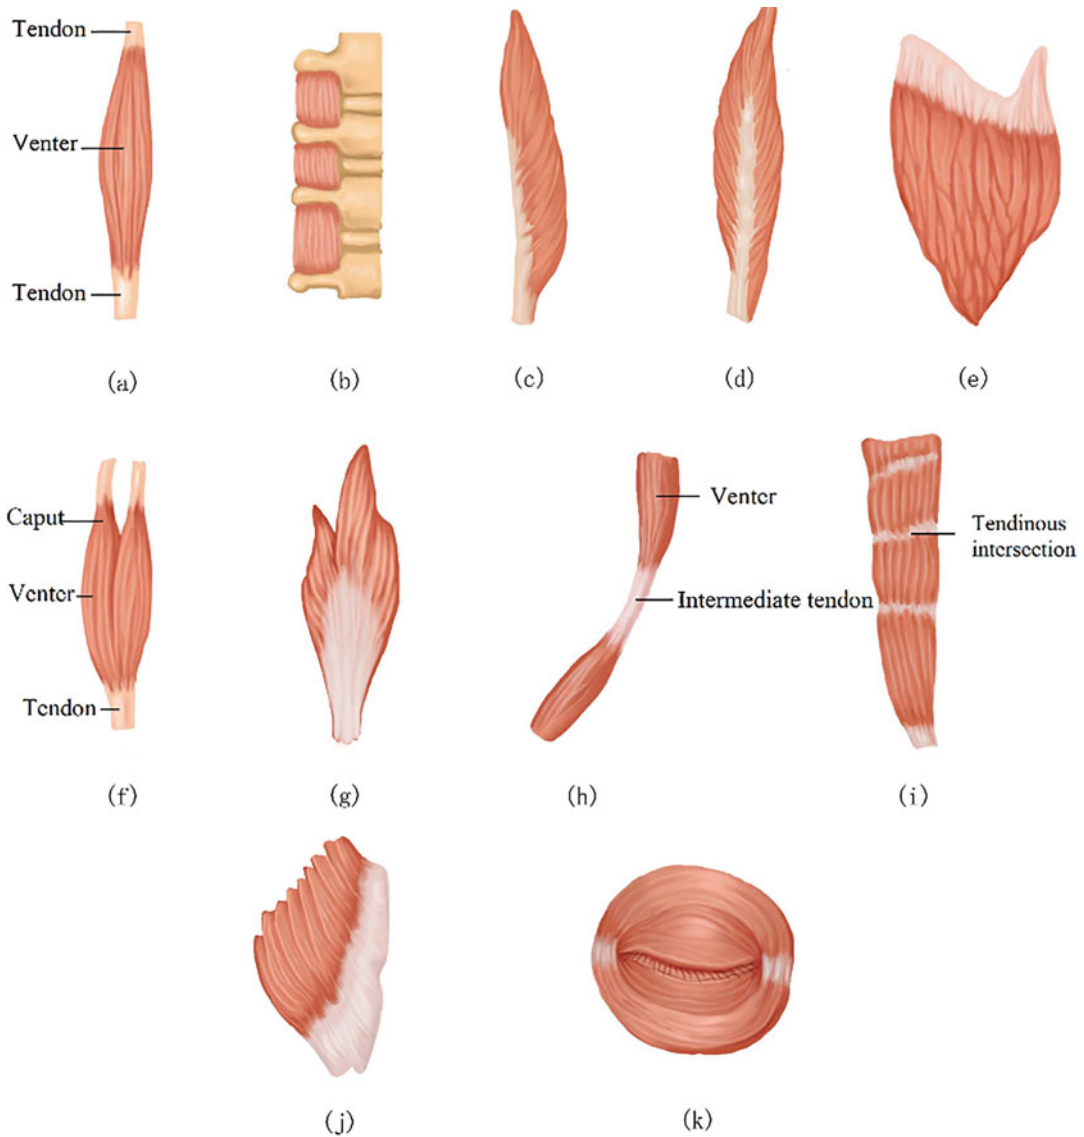 Tendon
Venter
Tendon
(a)
(b)
(c)
(d)
(e)
Caput
Venter
Tendon
(f)
(g)
Venter
Intermediate tendon
(h)
Tendinous
intersection
(i)
(j)
(k)